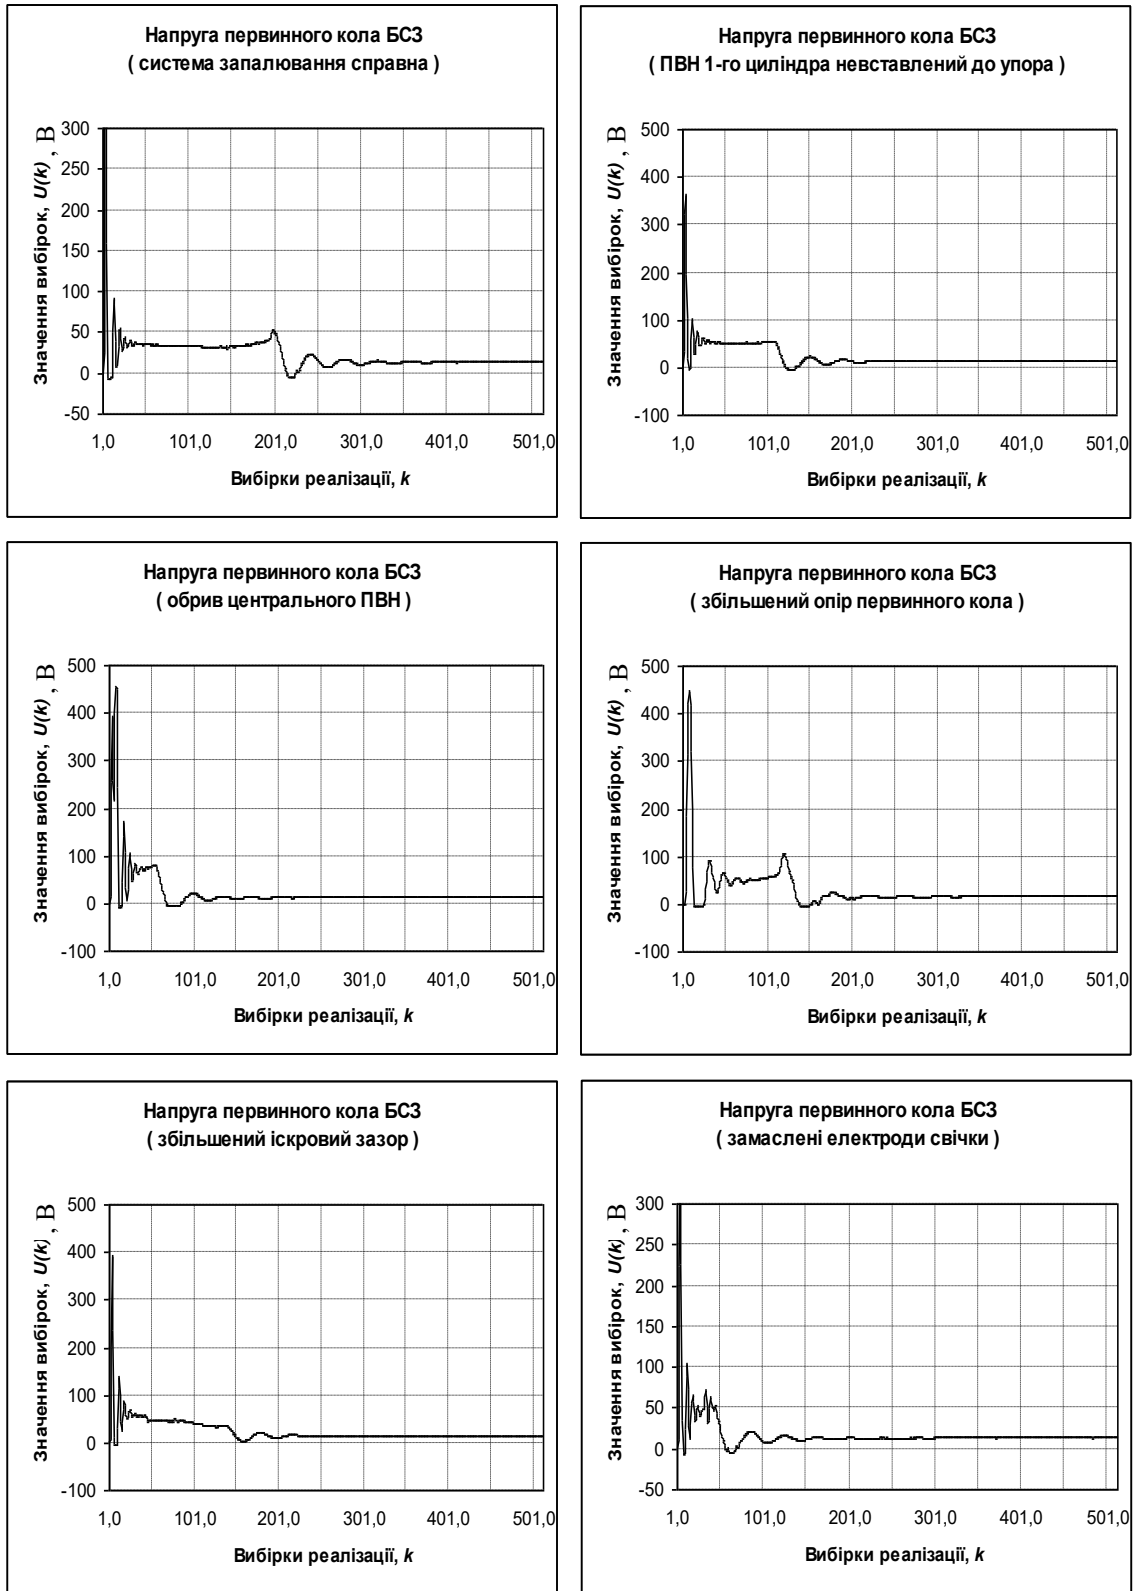 Напруга первинного кола БСЗ
( система запалювання справна )
Значення вибірок, U(k) , В
300
250
200
150
100
50
0
-50
1,0 101,0 201,0 301,0 401,0 501,0
Вибірки реалізації, k
Напруга первинного кола БСЗ
( ПВН 1-го циліндра невставлений до упора )
Значення вибірок, U(k) , В
500
400
300
200
100
0
-100
1,0 101,0 201,0 301,0 401,0 501,0
Вибірки реалізації, k
Напруга первинного кола БСЗ
( обрив центрального ПВН )
Значення вибірок, U(k) , В
500
400
300
200
100
0
-100
1,0 101,0 201,0 301,0 401,0 501,0
Вибірки реалізації, k
Напруга первинного кола БСЗ
( збільшений опір первинного кола )
Значення вибірок, U(k) , В
500
400
300
200
100
0
-100
1,0 101,0 201,0 301,0 401,0 501,0
Вибірки реалізації, k
Напруга первинного кола БСЗ
( збільшений іскровий зазор )
Значення вибірок, U(k) , В
500
400
300
200
100
0
-100
1,0 101,0 201,0 301,0 401,0 501,0
Вибірки реалізації, k
Напруга первинного кола БСЗ
( замаслені електроди свічки )
Значення вибірок, U(k) , В
300
250
200
150
100
50
0
-50
1,0 101,0 201,0 301,0 401,0 501,0
Вибірки реалізації, k